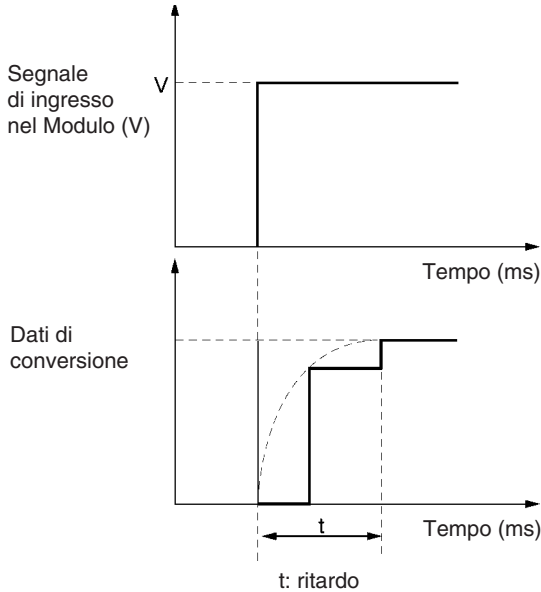 Segnale
di ingresso
nel Modulo (V)
V
Tempo (ms)
Dati di
conversione
t
Tempo (ms)
t: ritardo